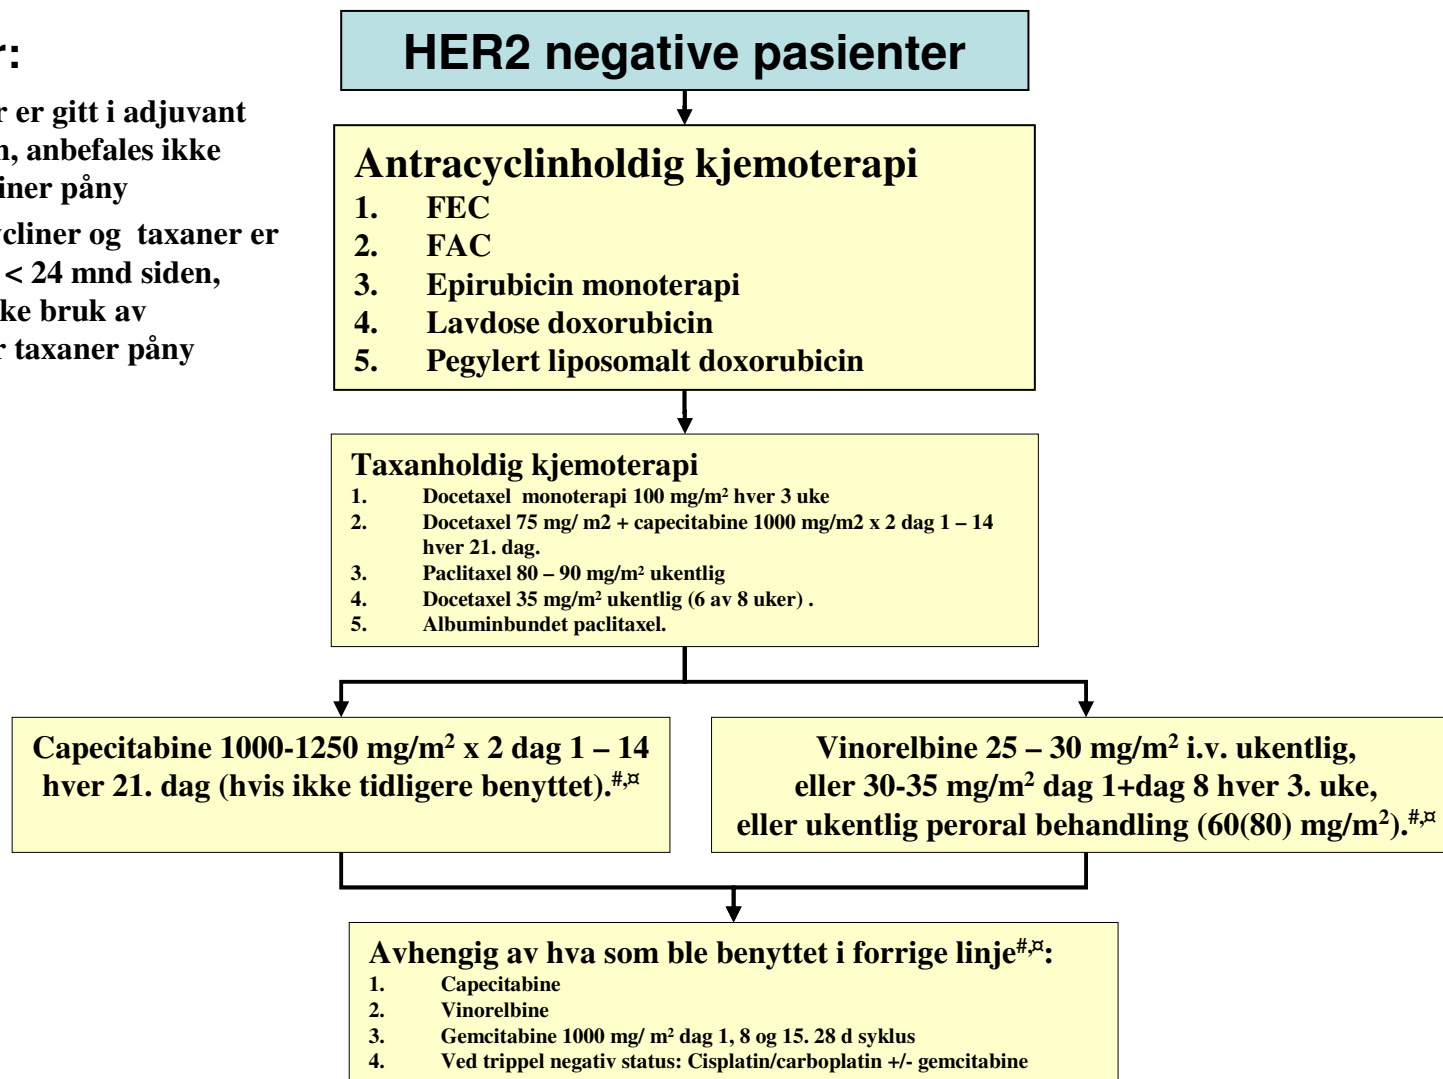 r:
r er gitt i adjuvant
n, anbefales ikke
iner påny
cliner og taxaner er
< 24 mnd siden,
ke bruk av
r taxaner påny
HER2 negative pasienter
Antracyclinholdig kjemoterapi
1. FEC
2. FAC
3. Epirubicin monoterapi
4. Lavdose doxorubicin
5. Pegylert liposomalt doxorubicin
Taxanholdig kjemoterapi
1. Docetaxel monoterapi 100 mg/m² hver 3 uke
2. Docetaxel 75 mg/ m2 + capecitabine 1000 mg/m2 x 2 dag 1 – 14
hver 21. dag.
3. Paclitaxel 80 – 90 mg/m² ukentlig
4. Docetaxel 35 mg/m² ukentlig (6 av 8 uker) .
5. Albuminbundet paclitaxel.
Capecitabine 1000-1250 mg/m² x 2 dag 1 – 14
hver 21. dag (hvis ikke tidligere benyttet).#,¤
Vinorelbine 25 – 30 mg/m² i.v. ukentlig,
eller 30-35 mg/m² dag 1+dag 8 hver 3. uke,
eller ukentlig peroral behandling (60(80) mg/m²).#,¤
Avhengig av hva som ble benyttet i forrige linje#,¤:
1. Capecitabine
2. Vinorelbine
3. Gemcitabine 1000 mg/ m² dag 1, 8 og 15. 28 d syklus
4. Ved trippel negativ status: Cisplatin/carboplatin +/- gemcitabine